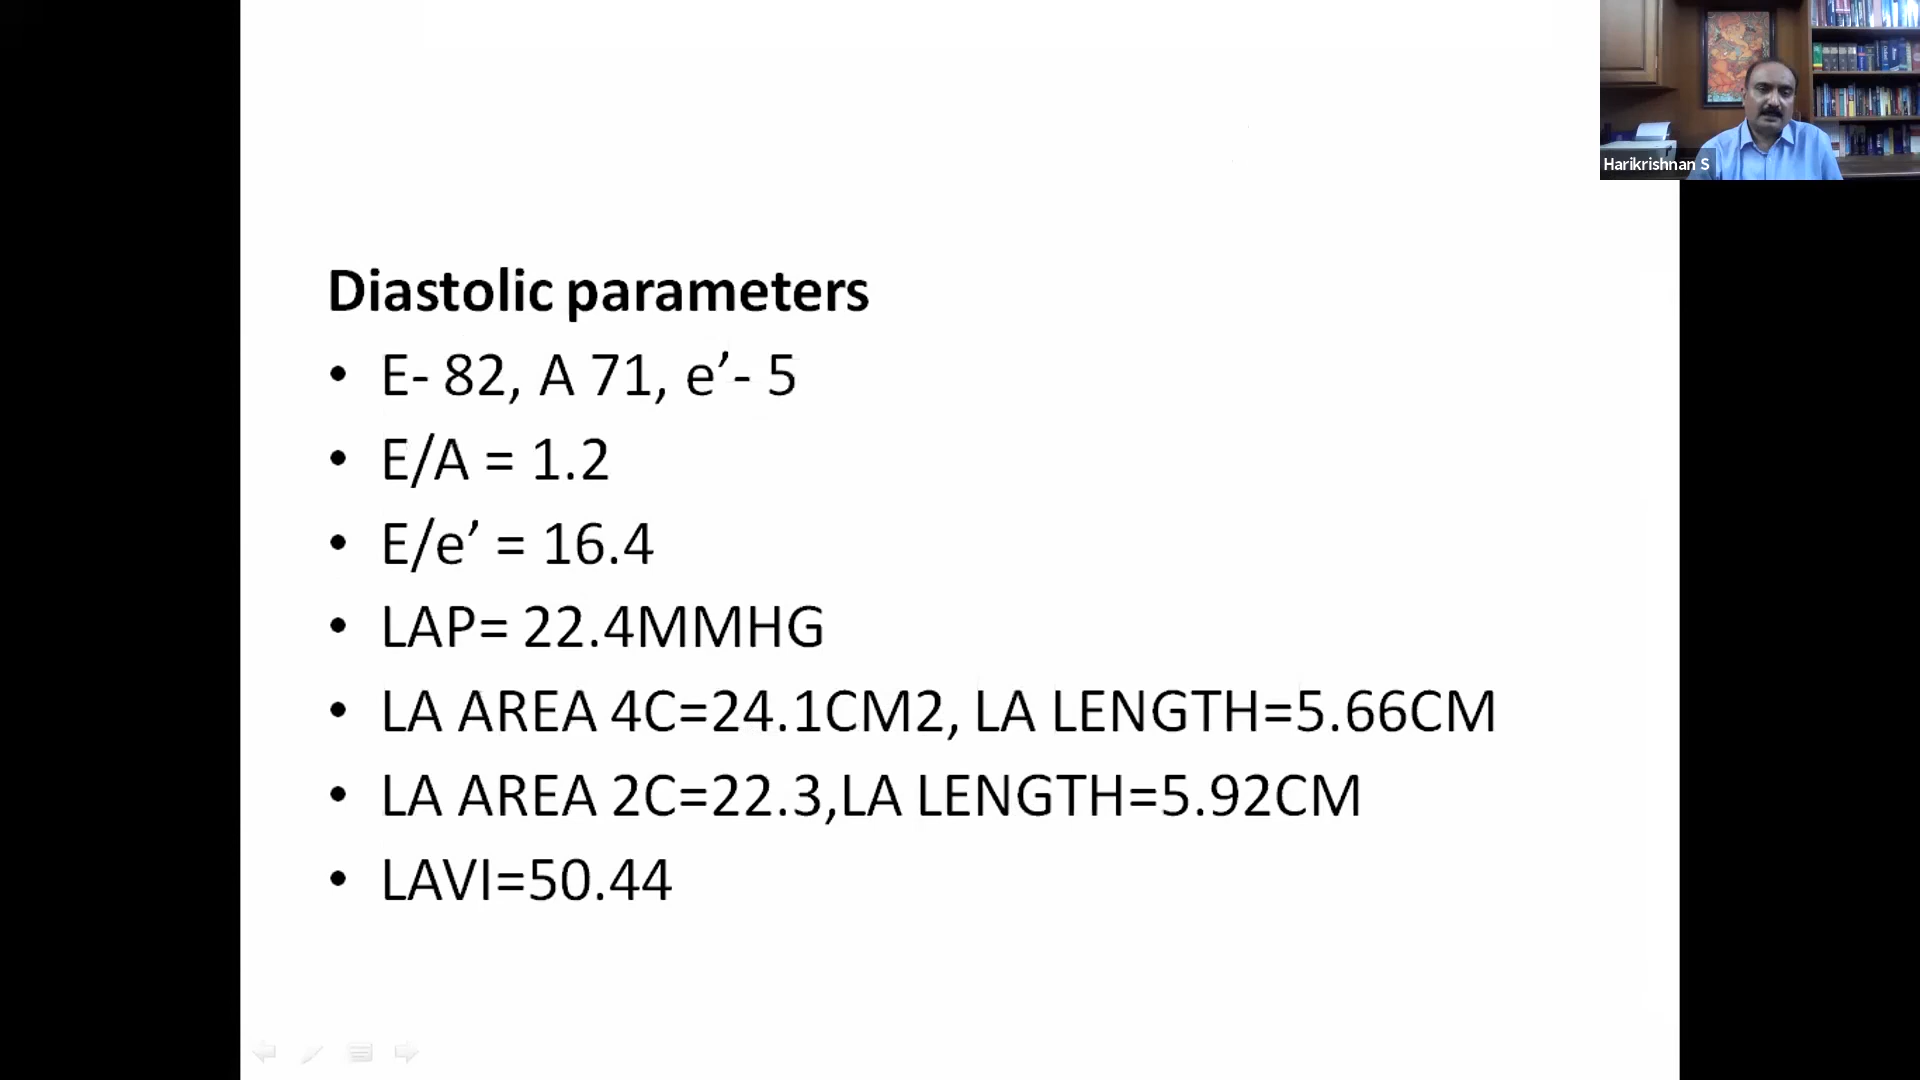 Harikrishnan S
Diastolic parameters
• E- 82, A 71, e’- 5
• E/A = 1.2
• E/e’ = 16.4
• LAP= 22.4MMHG
• LA AREA 4C=24.1CM2, LA LENGTH=5.66CM
• LA AREA 2C=22.3,LA LENGTH=5.92CM
• LAVI=50.44